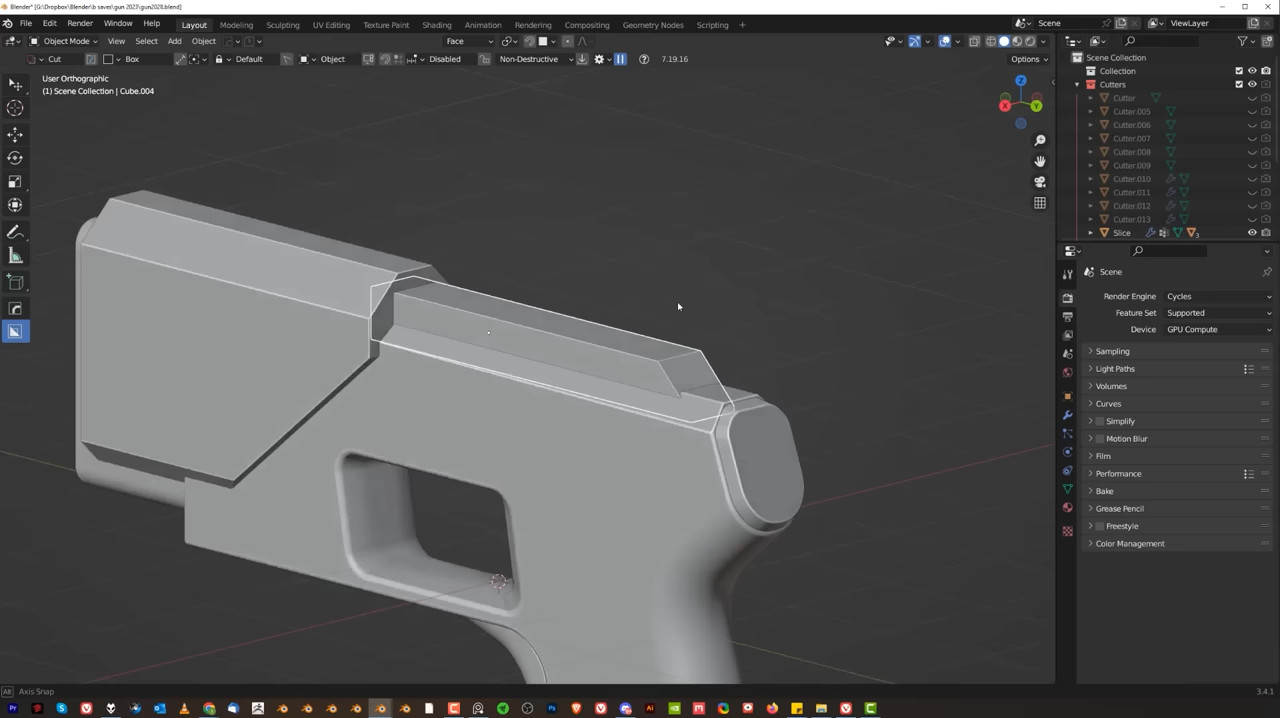 Blender* [G:\Dropbox\Blender\b saves\gun 2023\gun2028.blend]
File Edit Render Window Help Layout Modeling Sculpting UV Editing Texture Paint Shading Animation Rendering Compositing Geometry Nodes Scripting + Scene ViewLayer
Object Mode View Select Add Object Face
Cut Box Default Object Disabled Non-Destructive 7.19.16 Options
User Orthographic
(1) Scene Collection | Cube.004
Z
X
Y
Scene Collection
Collection
Cutters
Cutter
Cutter.005
Cutter.006
Cutter.007
Cutter.008
Cutter.009
Cutter.010
Cutter.011
Cutter.012
Cutter.013
Slice 3
Scene
Render Engine Cycles
Feature Set Supported
Device GPU Compute
Sampling
Light Paths
Volumes
Curves
Simplify
Motion Blur
Film
Performance
Bake
Grease Pencil
Freestyle
Color Management
Alt Axis Snap 3.4.1
Pr Ps Ai